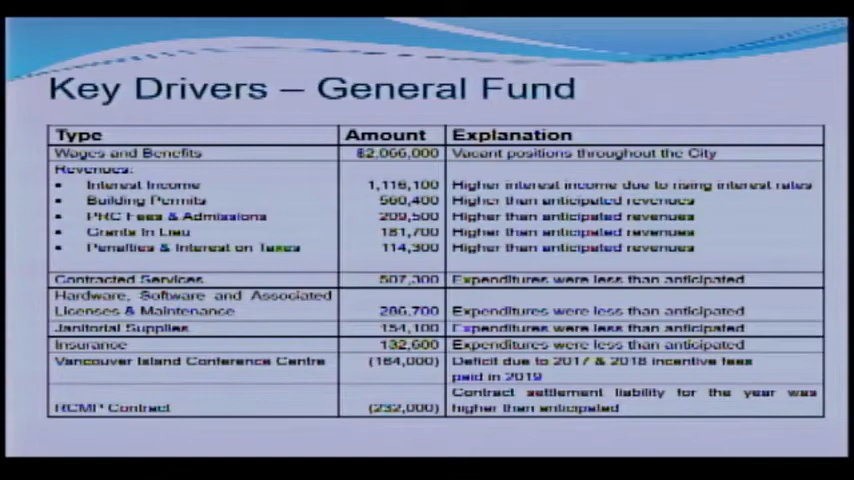 Key Drivers – General Fund
Type Amount Explanation
Wages and Benefits $2,066,000 Vacant positions throughout the City
Revenues:
• Interest Income 1,116,100 Higher interest income due to rising interest rates
• Building Permits 560,400 Higher than anticipated revenues
• PRC Fees & Admissions 209,500 Higher than anticipated revenues
• Grants In Lieu 181,700 Higher than anticipated revenues
• Penalties & Interest on Taxes 114,300 Higher than anticipated revenues
Contracted Services 507,300 Expenditures were less than anticipated
Hardware, Software and Associated
Licenses & Maintenance 286,700 Expenditures were less than anticipated
Janitorial Supplies 154,100 Expenditures were less than anticipated
Insurance 132,600 Expenditures were less than anticipated
Vancouver Island Conference Centre (164,000) Deficit due to 2017 & 2018 incentive fees
paid in 2019
Contract settlement liability for the year was
RCMP Contract (232,000) higher than anticipated